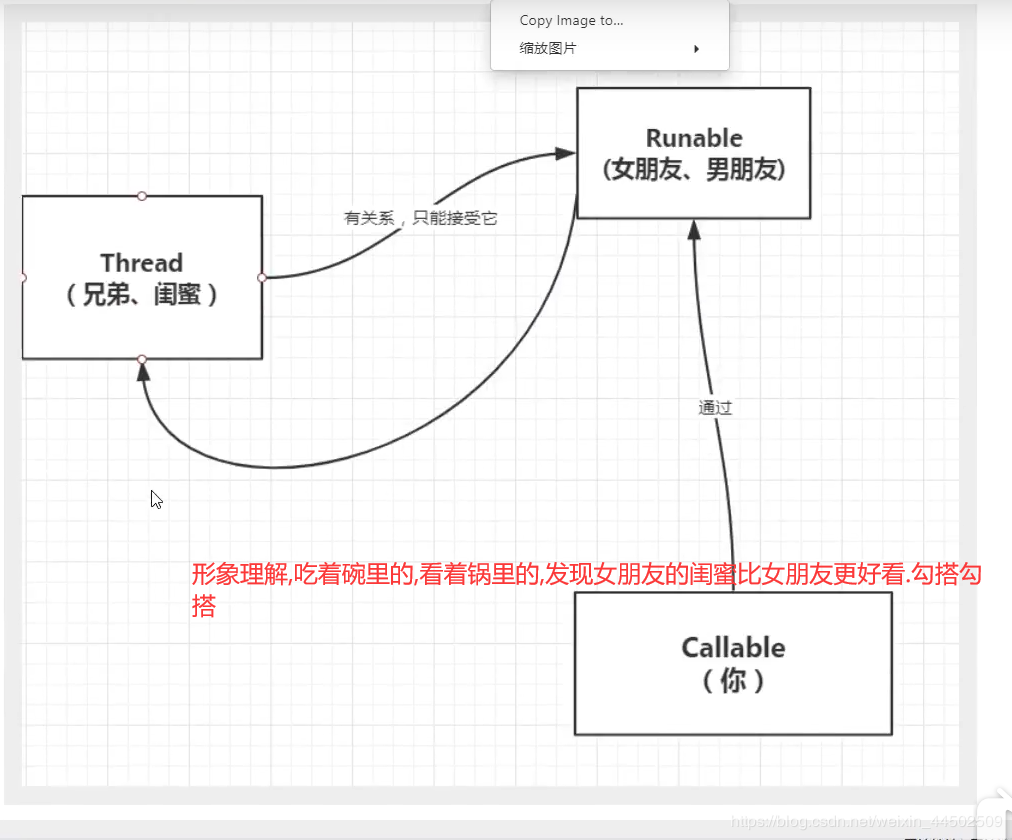 Copy Image to...
缩放图片
Runable
(女朋友、男朋友)
有关系，只能接受它
Thread
（兄弟、闺蜜）
通过
形象理解,吃着碗里的,看着锅里的,发现女朋友的闺蜜比女朋友更好看.勾搭勾
搭
Callable
（你）
https://blog.csdn.net/weixin_44502509